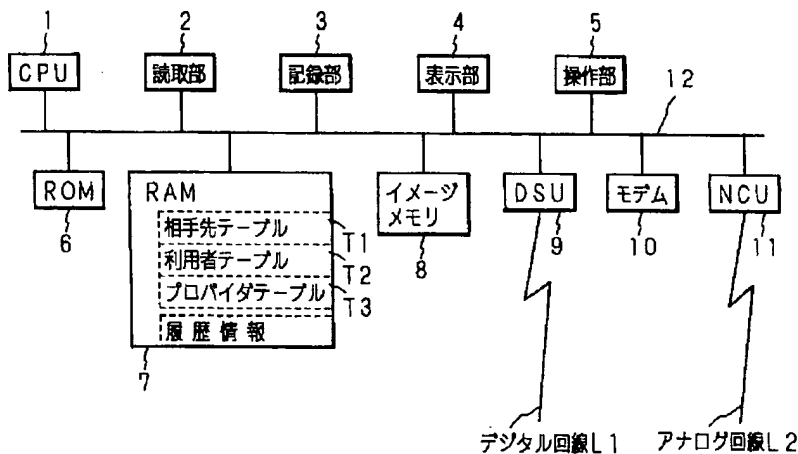 1
2
3
4
5
CPU
読取部
記録部
表示部
操作部
12
ROM
6
RAM
相手先テーブル
T1
利用者テーブル
T2
プロバイダテーブル
T3
履歴情報
7
イメージ
メモリ
8
DSU
9
モデム
10
NCU
11
デジタル回線L1
アナログ回線L2